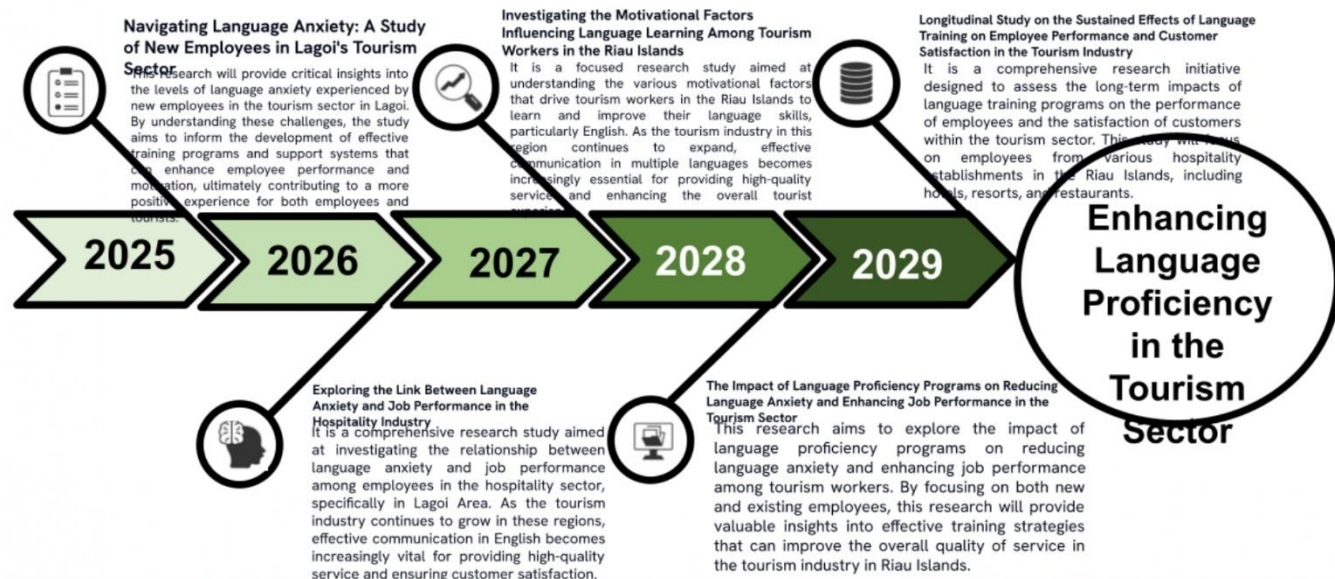 Navigating Language Anxiety: A Study
of New Employees in Lagoi's Tourism
Sector
This research will provide critical insights into
the levels of language anxiety experienced by
new employees in the tourism sector in Lagoi.
By understanding these challenges, the study
aims to inform the development of effective
training programs and support systems that
can enhance employee performance and
motivation, ultimately contributing to a more
positive experience for both employees and
tourists.
Investigating the Motivational Factors
Influencing Language Learning Among Tourism
Workers in the Riau Islands
It is a focused research study aimed at
understanding the various motivational factors
that drive tourism workers in the Riau Islands to
learn and improve their language skills,
particularly English. As the tourism industry in this
region continues to expand, effective
communication in multiple languages becomes
increasingly essential for providing high-quality
service and enhancing the overall tourist
Longitudinal Study on the Sustained Effects of Language
Training on Employee Performance and Customer
Satisfaction in the Tourism Industry
It is a comprehensive research initiative
designed to assess the long-term impacts of
language training programs on the performance
of employees and the satisfaction of customers
within the tourism sector. This study will focus
on employees from various hospitality
establishments in the Riau Islands, including
hotels, resorts, and restaurants.
2025
2026
2027
2028
2029
Enhancing
Language
Proficiency
in the
Tourism
Sector
Exploring the Link Between Language
Anxiety and Job Performance in the
Hospitality Industry
It is a comprehensive research study aimed
at investigating the relationship between
language anxiety and job performance
among employees in the hospitality sector,
specifically in Lagoi Area. As the tourism
industry continues to grow in these regions,
effective communication in English becomes
increasingly vital for providing high-quality
service and ensuring customer satisfaction.
The Impact of Language Proficiency Programs on Reducing
Language Anxiety and Enhancing Job Performance in the
Tourism Sector
This research aims to explore the impact of
language proficiency programs on reducing
language anxiety and enhancing job performance
among tourism workers. By focusing on both new
and existing employees, this research will provide
valuable insights into effective training strategies
that can improve the overall quality of service in
the tourism industry in Riau Islands.